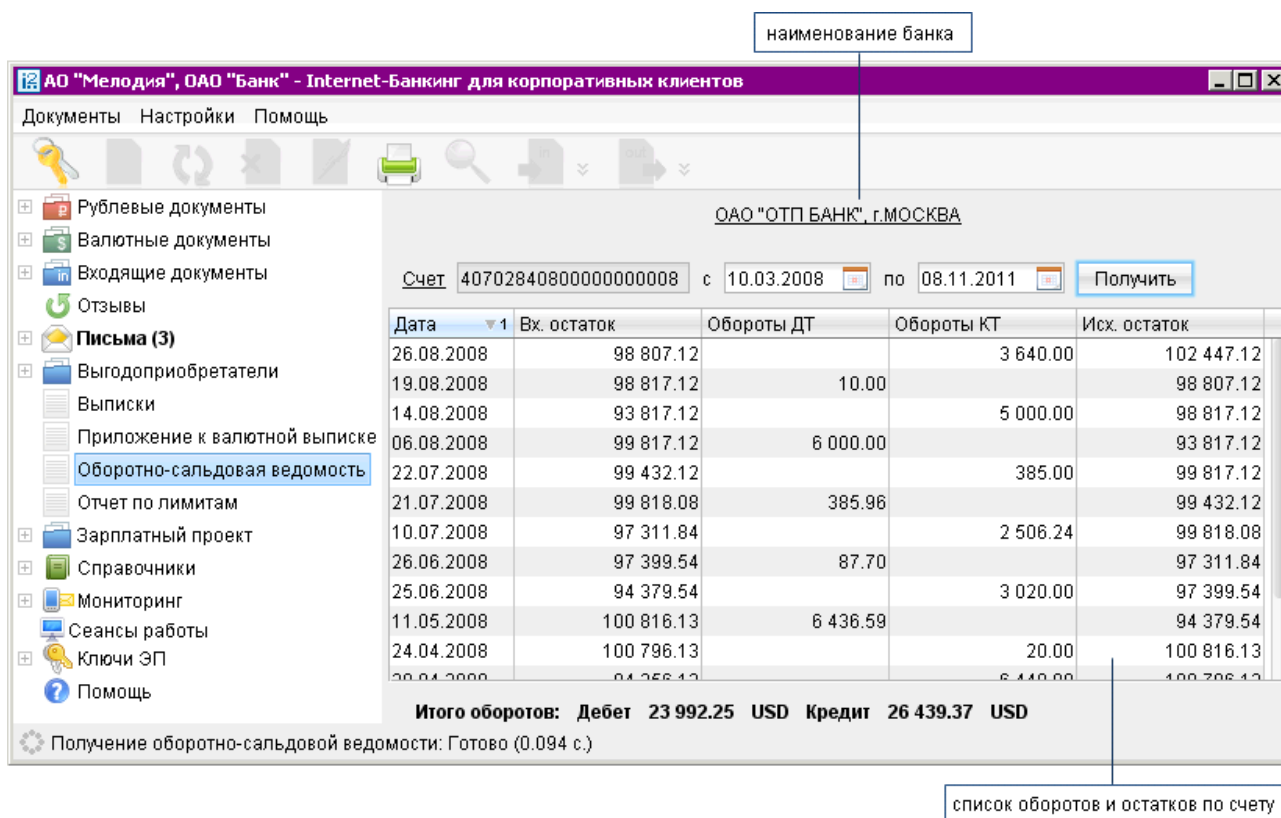 наименование банка
АО "Мелодия", ОАО "Банк" - Internet-Банкинг для корпоративных клиентов
Документы Настройки Помощь
in out
Рублевые документы
Валютные документы
Входящие документы
Отзывы
Письма (3)
Выгодоприобретатели
Выписки
Приложение к валютной выписке
Оборотно-сальдовая ведомость
Отчет по лимитам
Зарплатный проект
Справочники
Мониторинг
Сеансы работы
Ключи ЭП
Помощь
ОАО "ОТП БАНК", г.МОСКВА
Счет 40702840800000000008 с 10.03.2008 по 08.11.2011 Получить
Дата 1 Вх. остаток Обороты ДТ Обороты КТ Исх. остаток
26.08.2008 98 807.12 3 640.00 102 447.12
19.08.2008 98 817.12 10.00 98 807.12
14.08.2008 93 817.12 5 000.00 98 817.12
06.08.2008 99 817.12 6 000.00 93 817.12
22.07.2008 99 432.12 385.00 99 817.12
21.07.2008 99 818.08 385.96 99 432.12
10.07.2008 97 311.84 2 506.24 99 818.08
26.06.2008 97 399.54 87.70 97 311.84
25.06.2008 94 379.54 3 020.00 97 399.54
11.05.2008 100 816.13 6 436.59 94 379.54
24.04.2008 100 796.13 20.00 100 816.13
Итого оборотов: Дебет 23 992.25 USD Кредит 26 439.37 USD
Получение оборотно-сальдовой ведомости: Готово (0.094 с.)
список оборотов и остатков по счету